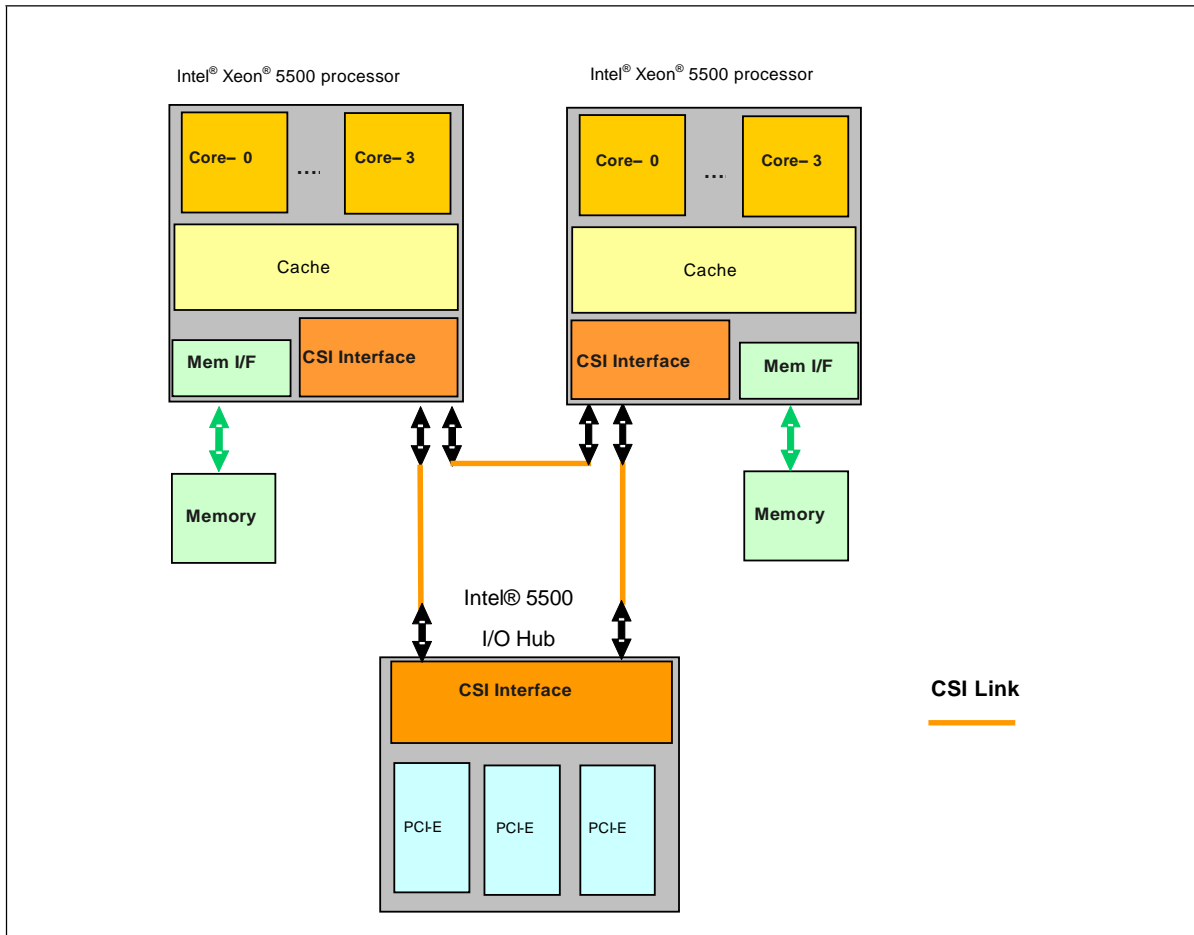 Intel® Xeon® 5500 processor
Intel® Xeon® 5500 processor
Core– 0
....
Core– 3
Core– 0
....
Core– 3
Cache
Cache
Mem I/F
CSI Interface
CSI Interface
Mem I/F
Memory
Memory
Intel® 5500
I/O Hub
CSI Interface
CSI Link
PCI-E
PCI-E
PCI-E